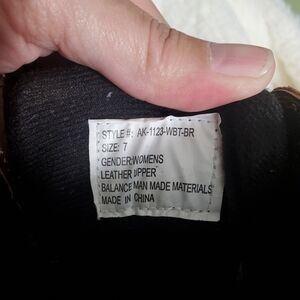 STYLE #: AK-1123-WBT-BR
SIZE: 7
GENDER:WOMENS
LEATHER UPPER
BALANCE MAN MADE MATERIALS
MADE IN CHINA